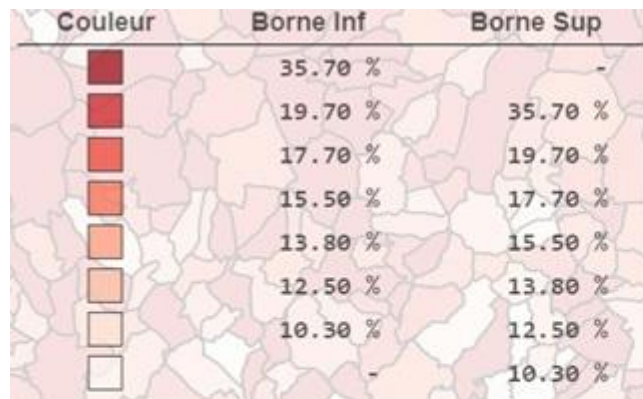 Couleur Borne Inf Borne Sup
35.70 % -
19.70 % 35.70 %
17.70 % 19.70 %
15.50 % 17.70 %
13.80 % 15.50 %
12.50 % 13.80 %
10.30 % 12.50 %
- 10.30 %